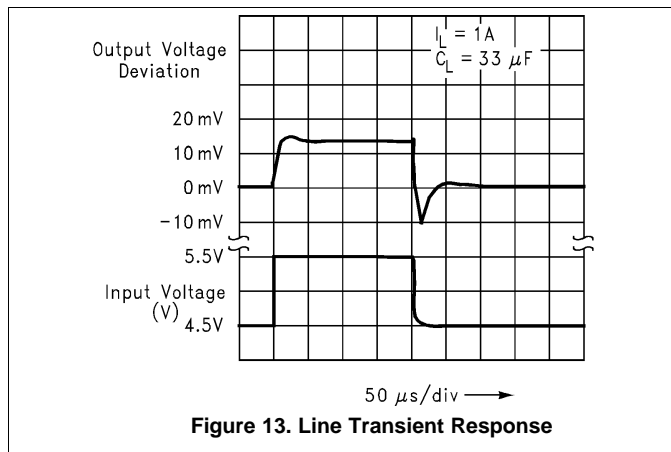 Output Voltage
Deviation
I_L = 1A
C_L = 33 μF
20 mV
10 mV
0 mV
−10 mV
5.5V
Input Voltage
(V)
4.5V
50 μs/div
Figure 13. Line Transient Response